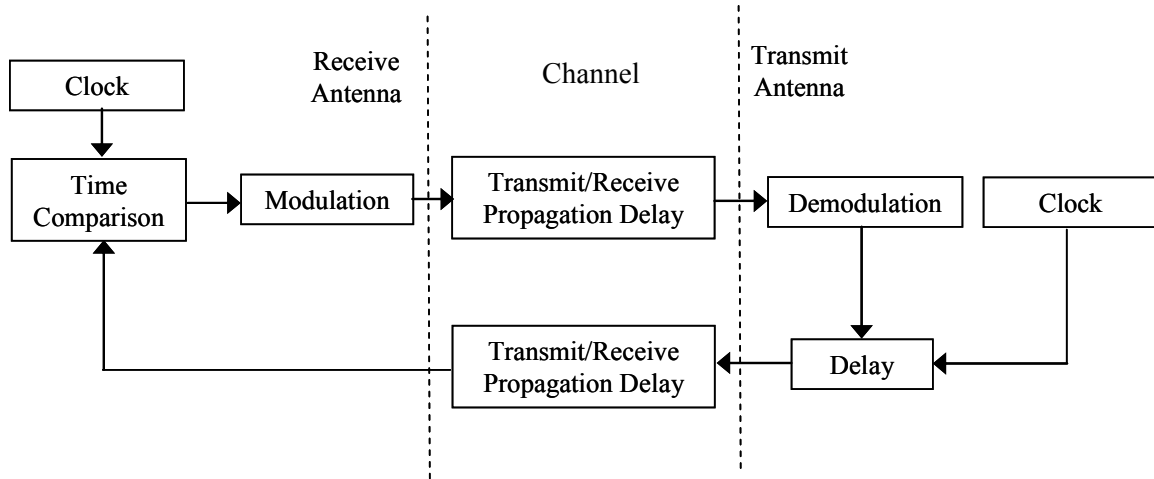 Clock
Receive
Antenna
Channel
Transmit
Antenna
Time
Comparison
Modulation
Transmit/Receive
Propagation Delay
Demodulation
Clock
Transmit/Receive
Propagation Delay
Delay